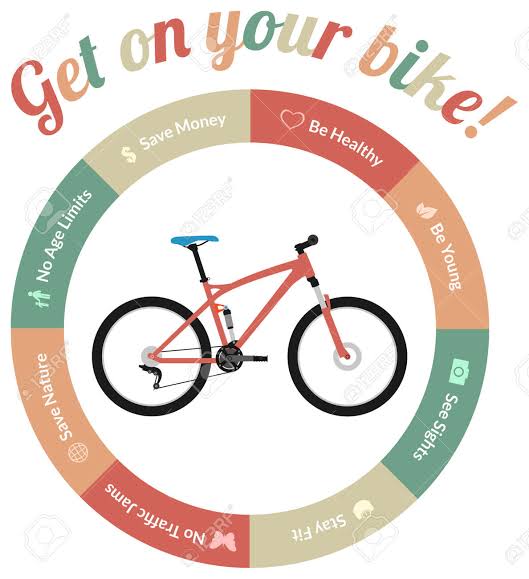 Get on your bike!
Be Healthy
Be Young
See Sights
Stay Fit
No Traffic Jams
Save Nature
No Age Limits
$ Save Money
123RF